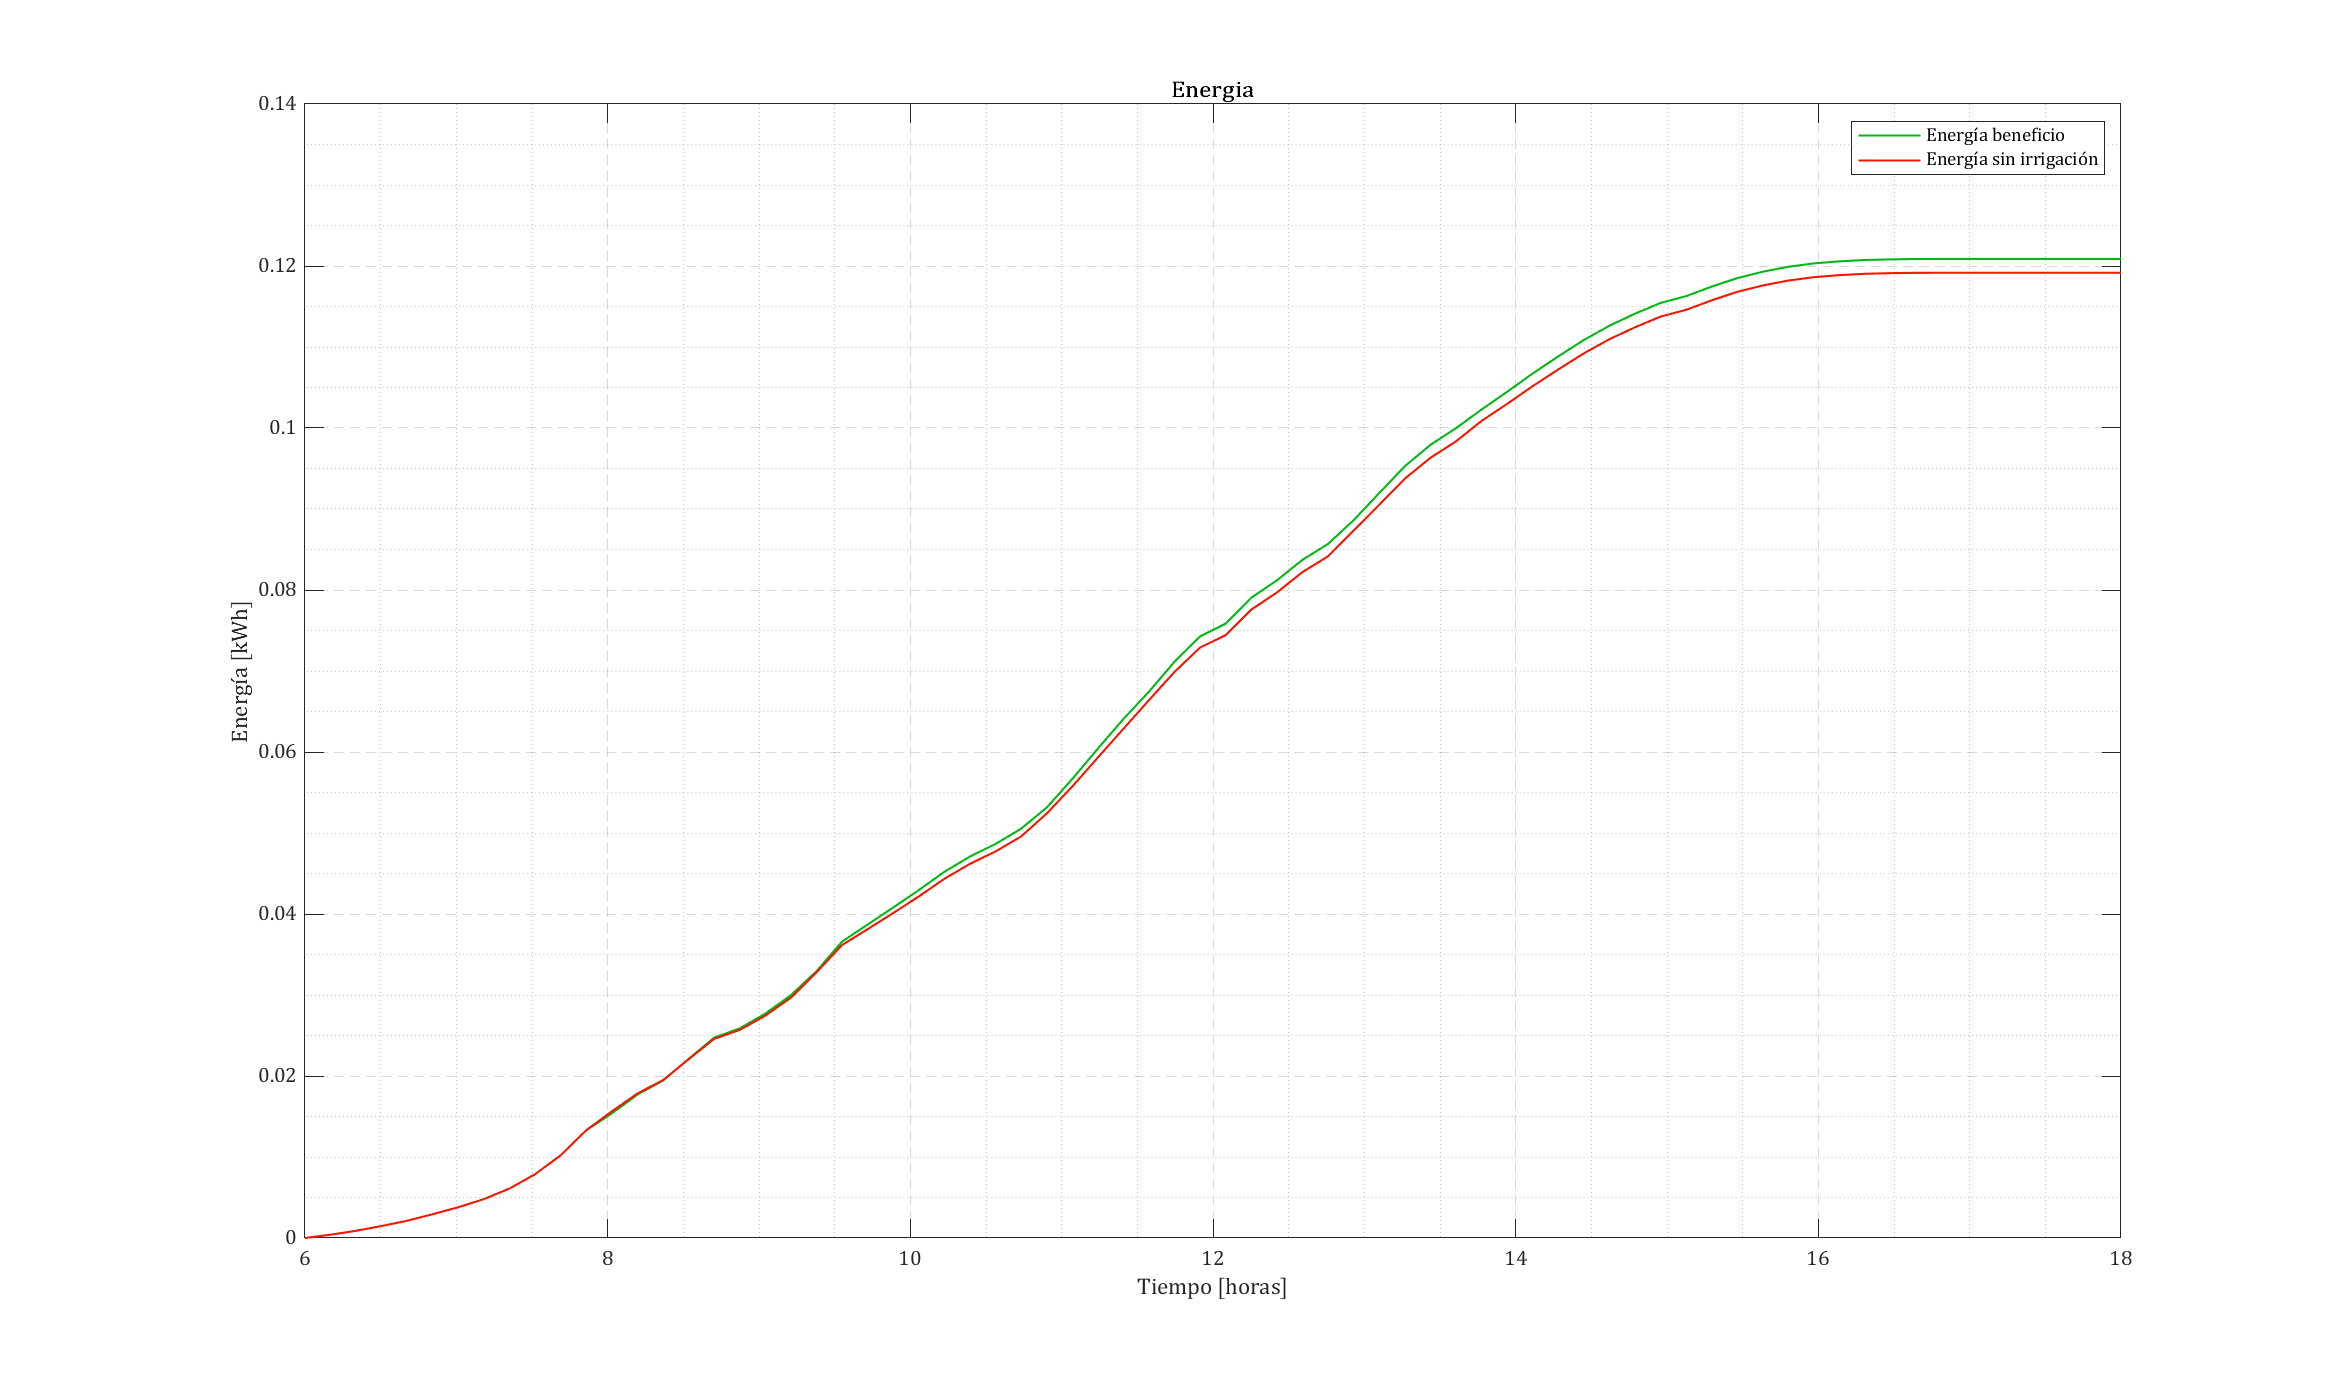 Energia
0.14
0.12
0.1
0.08
0.06
0.04
0.02
0
Energía [kWh]
Energía beneficio
Energía sin irrigación
6 8 10 12 14 16 18
Tiempo [horas]